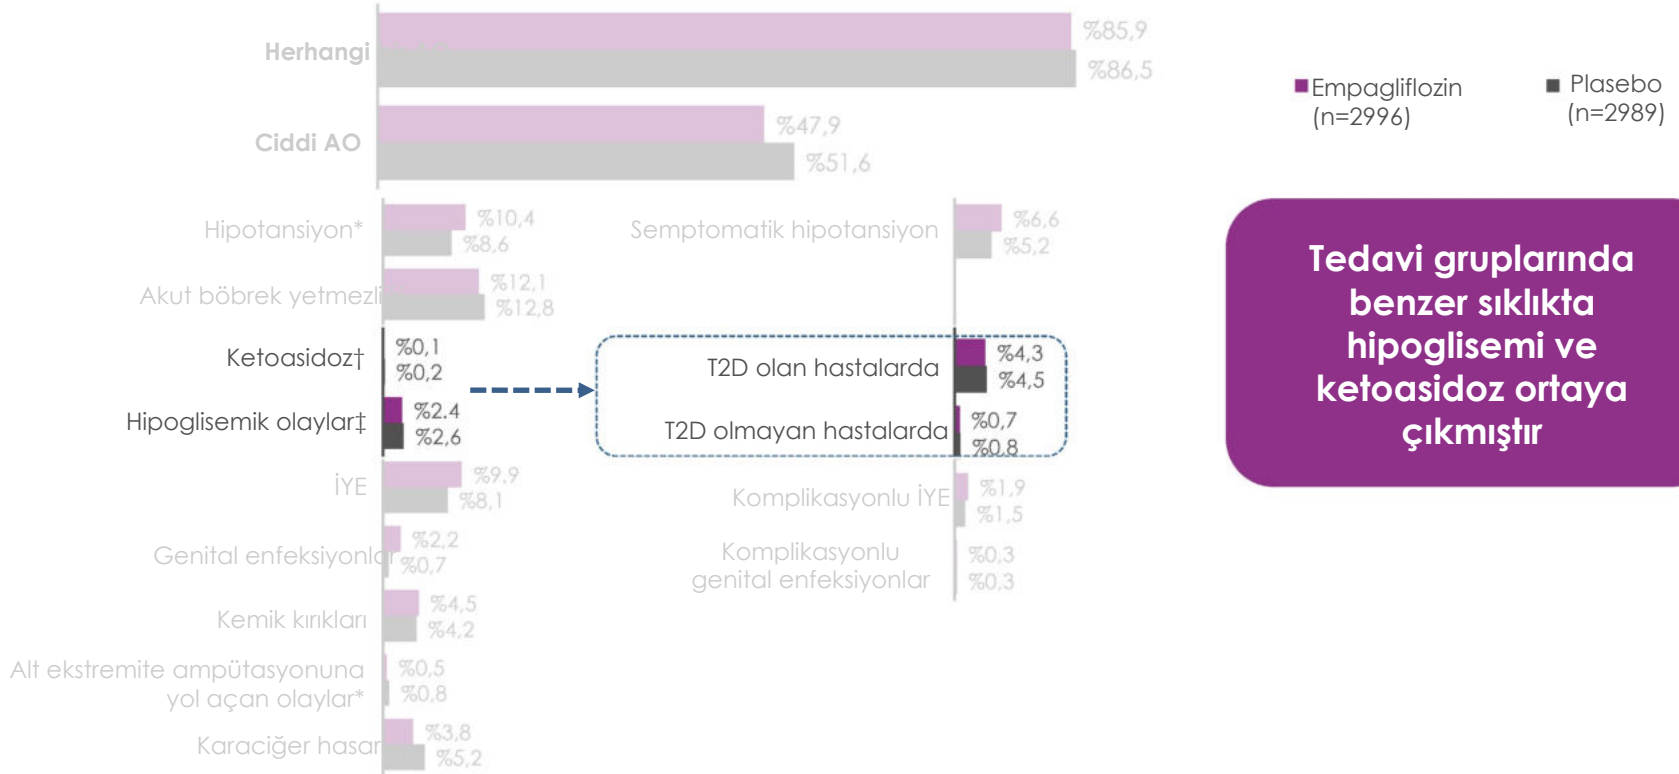 Herhangi
%85,9
%86,5
Ciddi AO
%47,9
%51,6
Empagliflozin
(n=2996)
Plasebo
(n=2989)
Hipotansiyon*
%10,4
%8,6
Semptomatik hipotansiyon
%6,6
%5,2
Akut böbrek yetmezli
%12,1
%12,8
Ketoasidoz†
%0,1
%0,2
T2D olan hastalarda
%4,3
%4,5
Hipoglisemik olaylar‡
%2.4
%2,6
T2D olmayan hastalarda
%0,7
%0,8
İYE
%9.9
%8,1
Komplikasyonlu İYE
%1,9
%1,5
Genital enfeksiyonlar
%2,2
%0,7
Komplikasyonlu
genital enfeksiyonlar
%0,3
%0,3
Kemik kırıkları
%4,5
%4,2
Alt ekstremite ampütasyonuna
yol açan olaylar*
%0,5
%0,8
Karaciğer hasar
%3,8
%5,2
Tedavi gruplarında
benzer sıklıkta
hipoglisemi ve
ketoasidoz ortaya
çıkmıştır